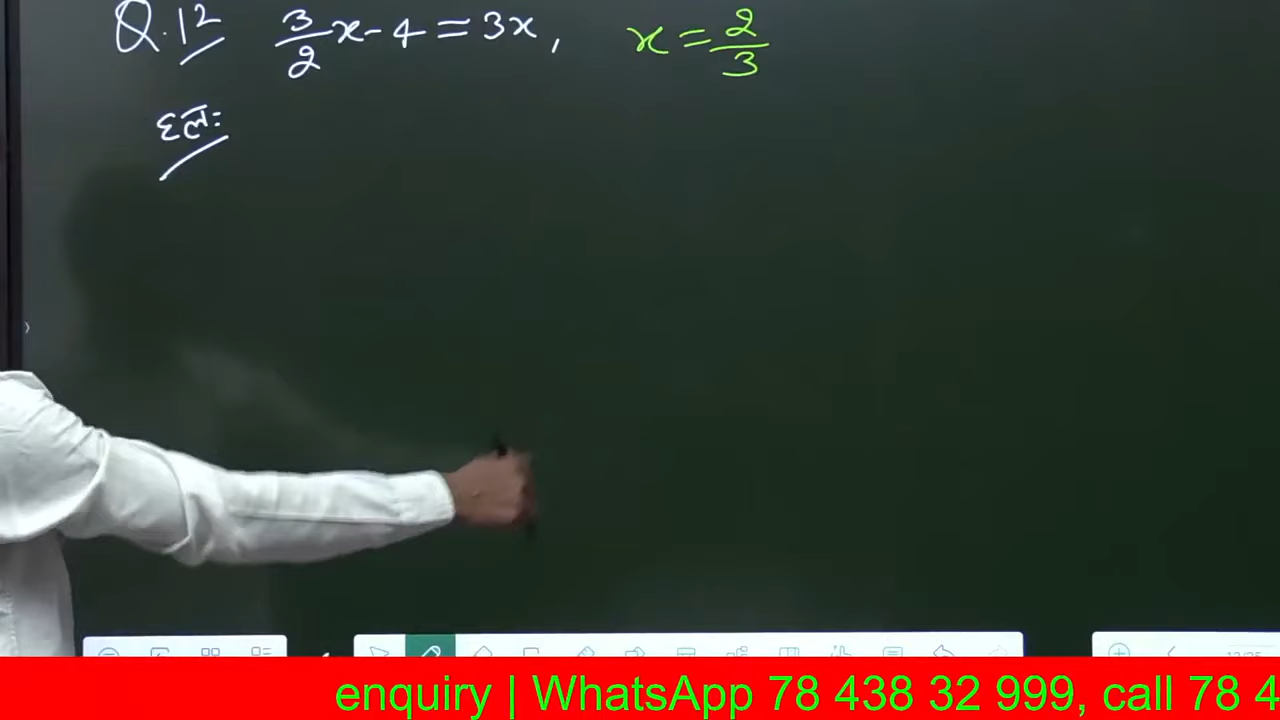 Q.12 3/2 x - 4 = 3x, x = 2/3
हल:
enquiry | WhatsApp 78 438 32 999, call 78 4